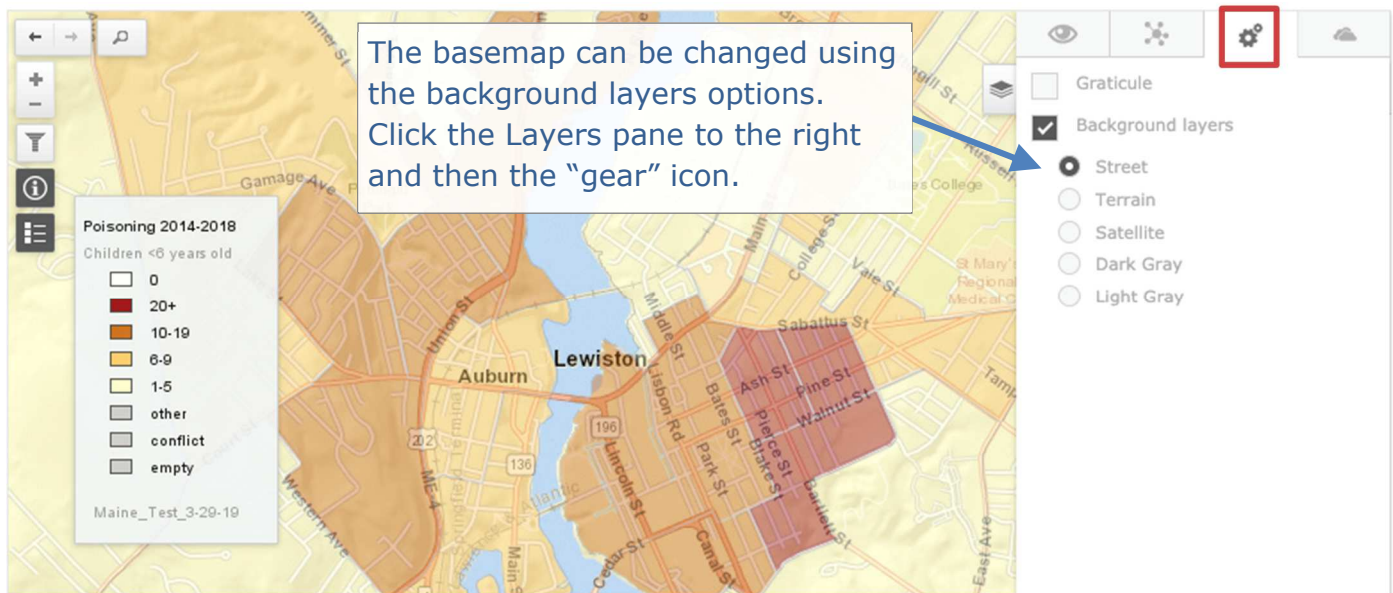 The basemap can be changed using
the background layers options.
Click the Layers pane to the right
and then the “gear” icon.
Graticule
Background layers
Street
Terrain
Satellite
Dark Gray
Light Gray
Poisoning 2014-2018
Children <6 years old
0
20+
10-19
6-9
1-5
other
conflict
empty
Maine_Test_3-29-19
Gamage Ave
Union St
Auburn
Lewiston
Middle St
Lisbon Rd
Bates St
Park St
Main St
College St
Vale St
Sabattus St
Ash St
Pine St
Walnut St
Pierce St
Blake St
Bartlett St
St Mary's
Regional
Medical C
202
ME-4
136
196
Lincoln St
Canal St
Cedar St
Main S
Western Ave
East Ave
Springfield Terminal
Atlantic